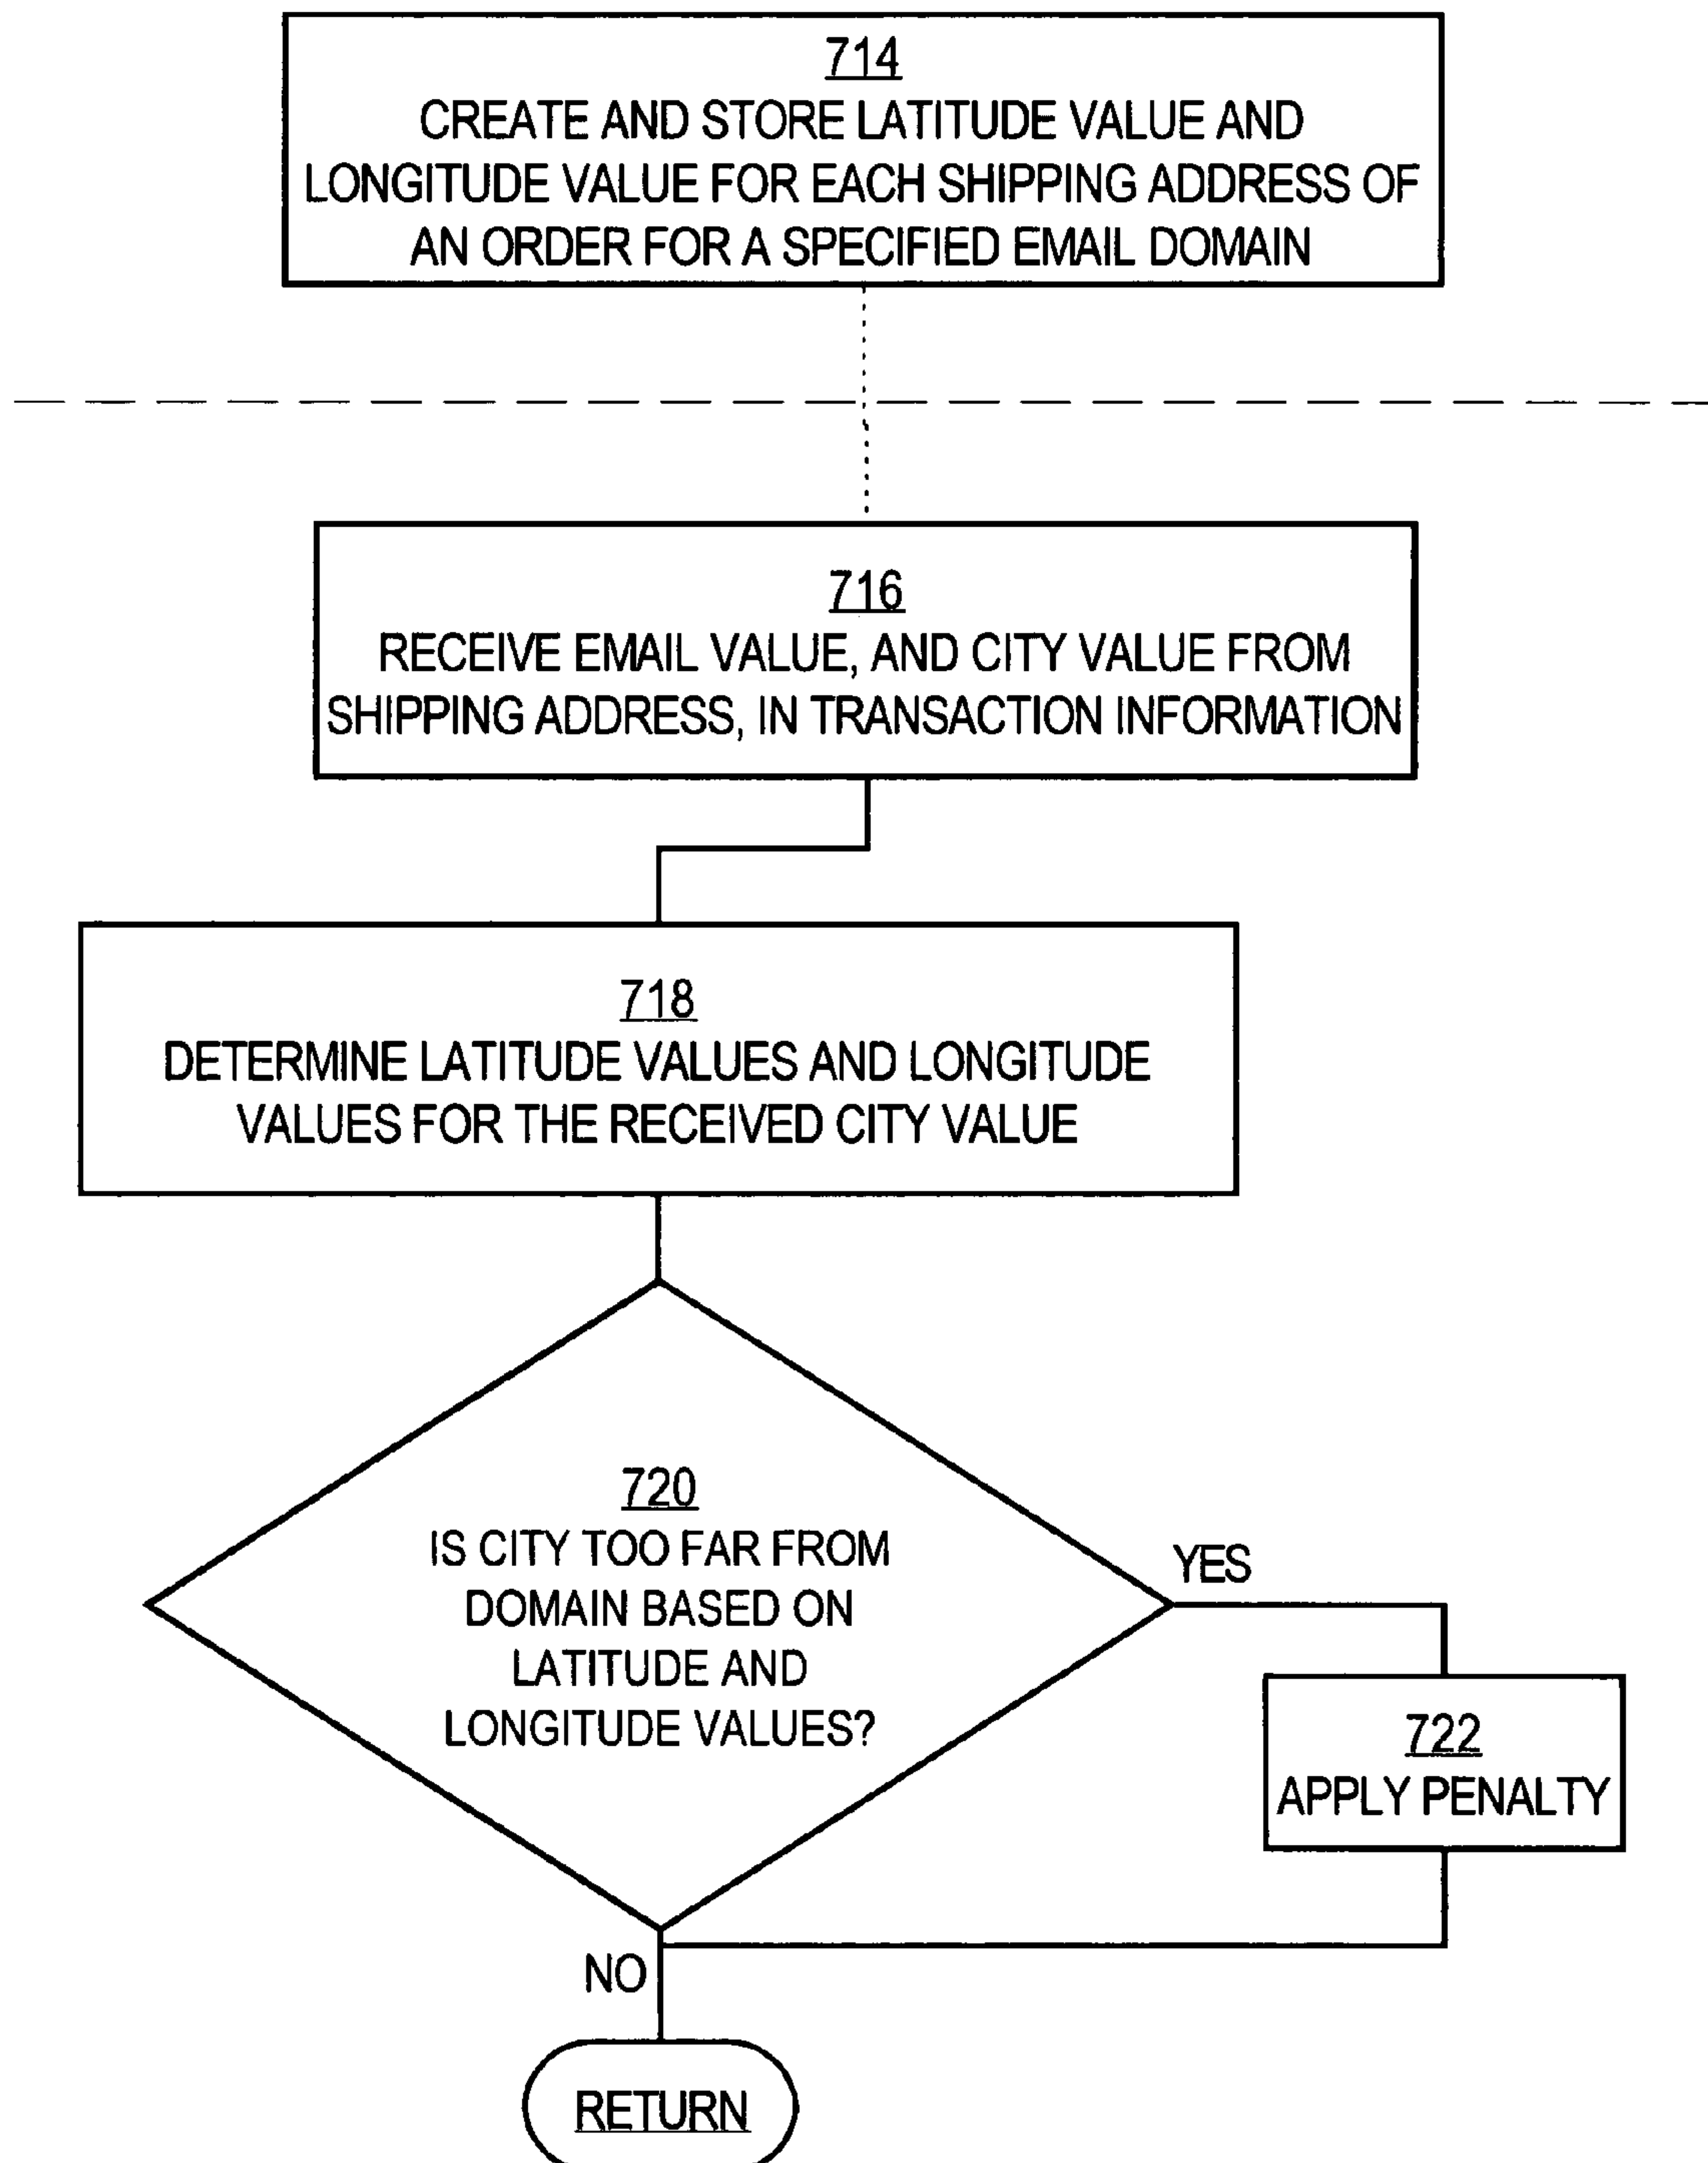 714
CREATE AND STORE LATITUDE VALUE AND
LONGITUDE VALUE FOR EACH SHIPPING ADDRESS OF
AN ORDER FOR A SPECIFIED EMAIL DOMAIN
716
RECEIVE EMAIL VALUE, AND CITY VALUE FROM
SHIPPING ADDRESS, IN TRANSACTION INFORMATION
718
DETERMINE LATITUDE VALUES AND LONGITUDE
VALUES FOR THE RECEIVED CITY VALUE
720
IS CITY TOO FAR FROM
DOMAIN BASED ON
LATITUDE AND
LONGITUDE VALUES?
YES
722
APPLY PENALTY
NO
RETURN